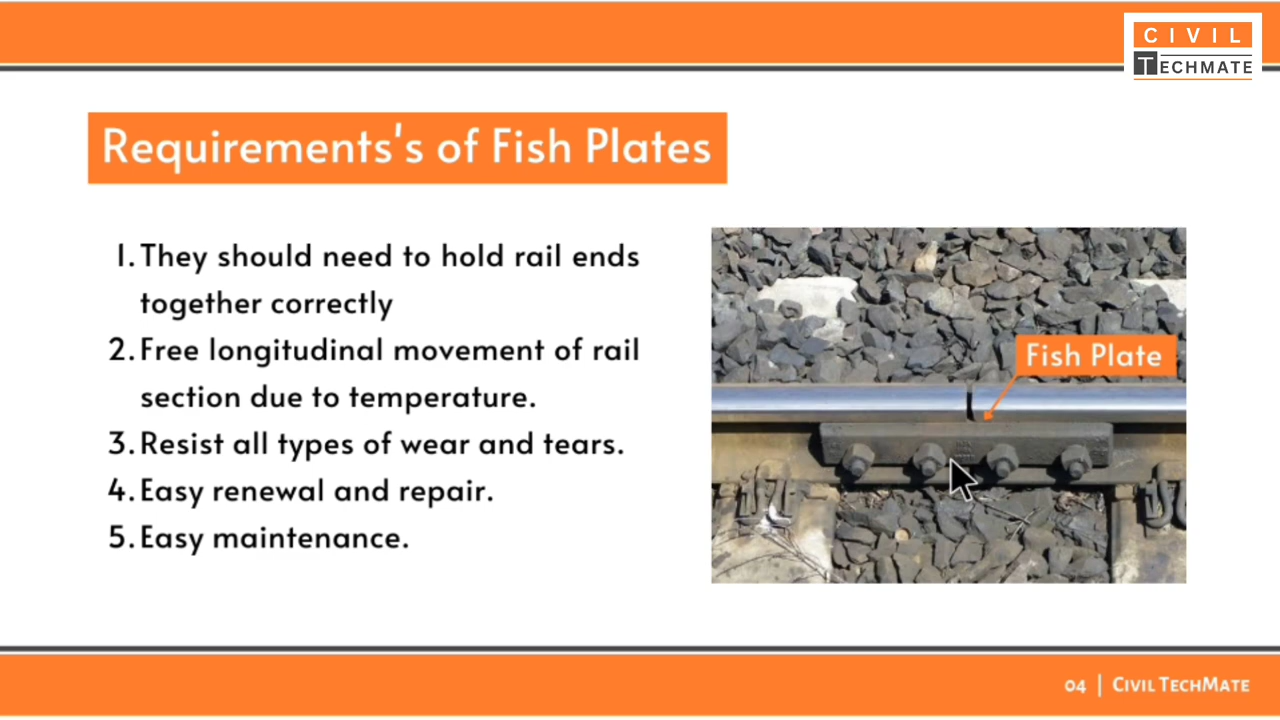 CIVIL
TECHMATE
Requirements's of Fish Plates
1. They should need to hold rail ends
together correctly
2. Free longitudinal movement of rail
section due to temperature.
3. Resist all types of wear and tears.
4. Easy renewal and repair.
5. Easy maintenance.
Fish Plate
04 | CIVIL TECHMATE